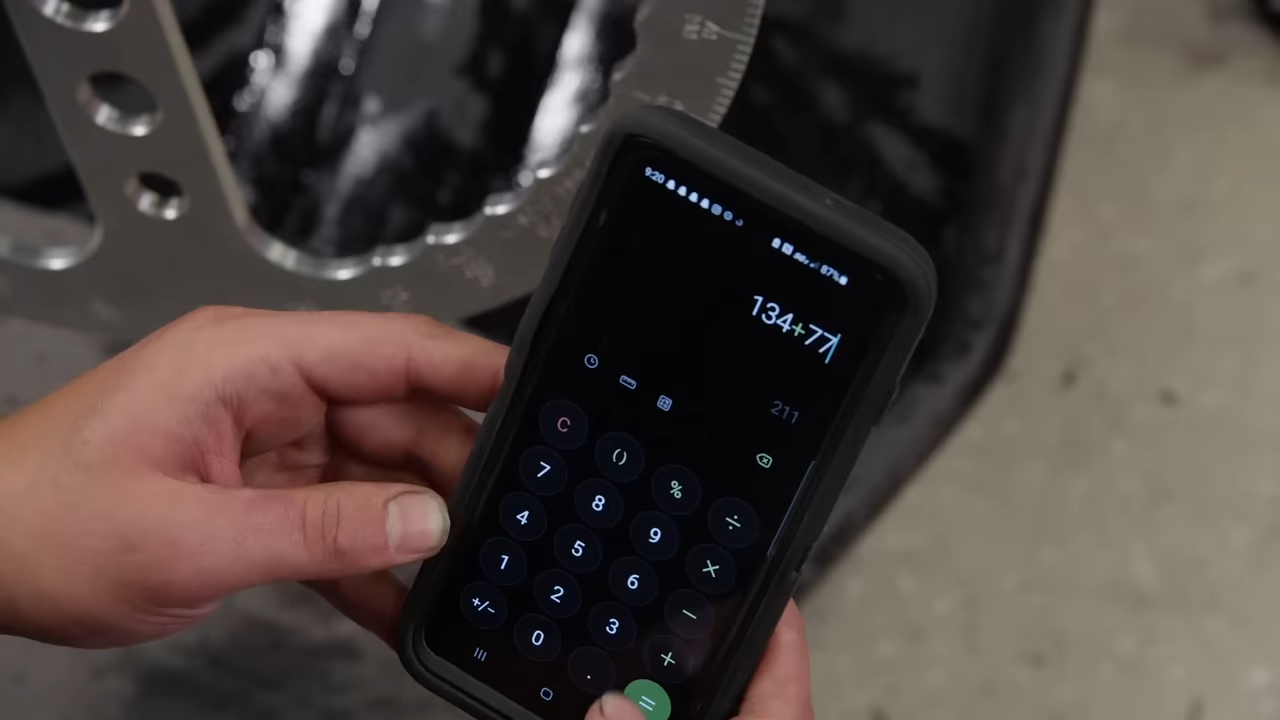 9:20
87%
134+77
211
C () % ÷
7 8 9 ×
4 5 6 −
1 2 3 +
+/− 0 . =